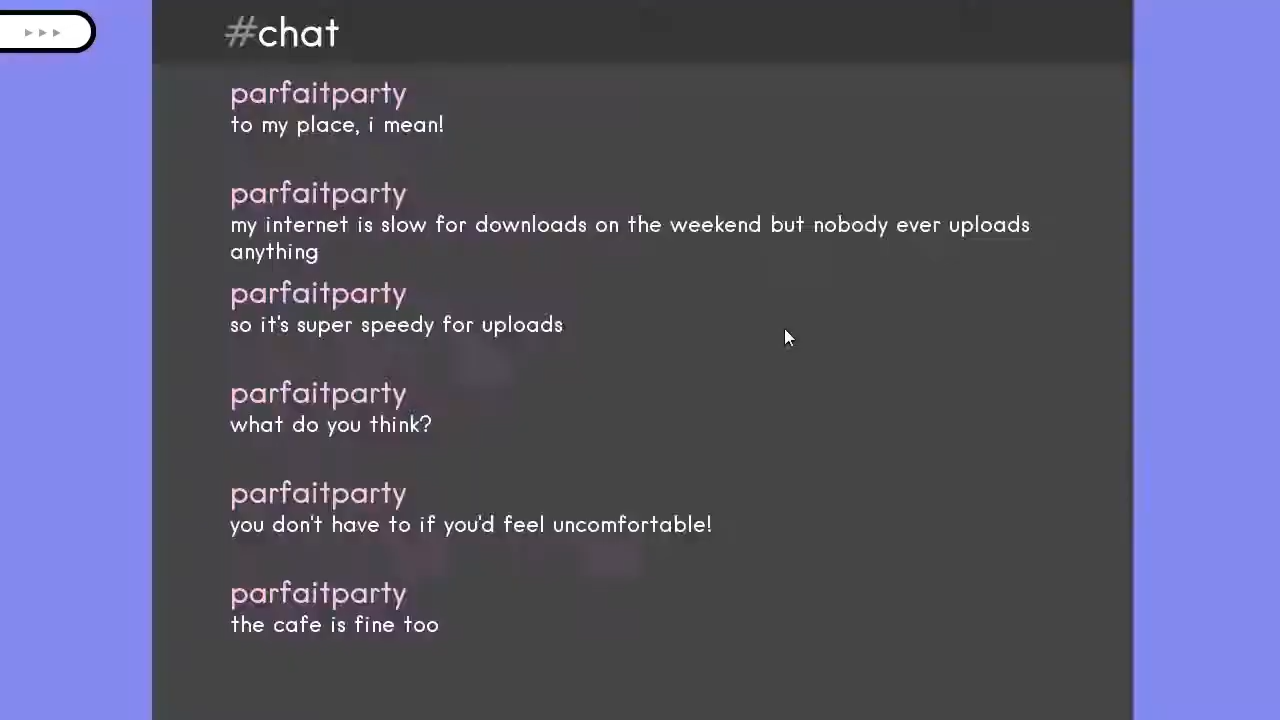 #chat
parfaitparty
to my place, i mean!
parfaitparty
my internet is slow for downloads on the weekend but nobody ever uploads
anything
parfaitparty
so it's super speedy for uploads
parfaitparty
what do you think?
parfaitparty
you don't have to if you'd feel uncomfortable!
parfaitparty
the cafe is fine too